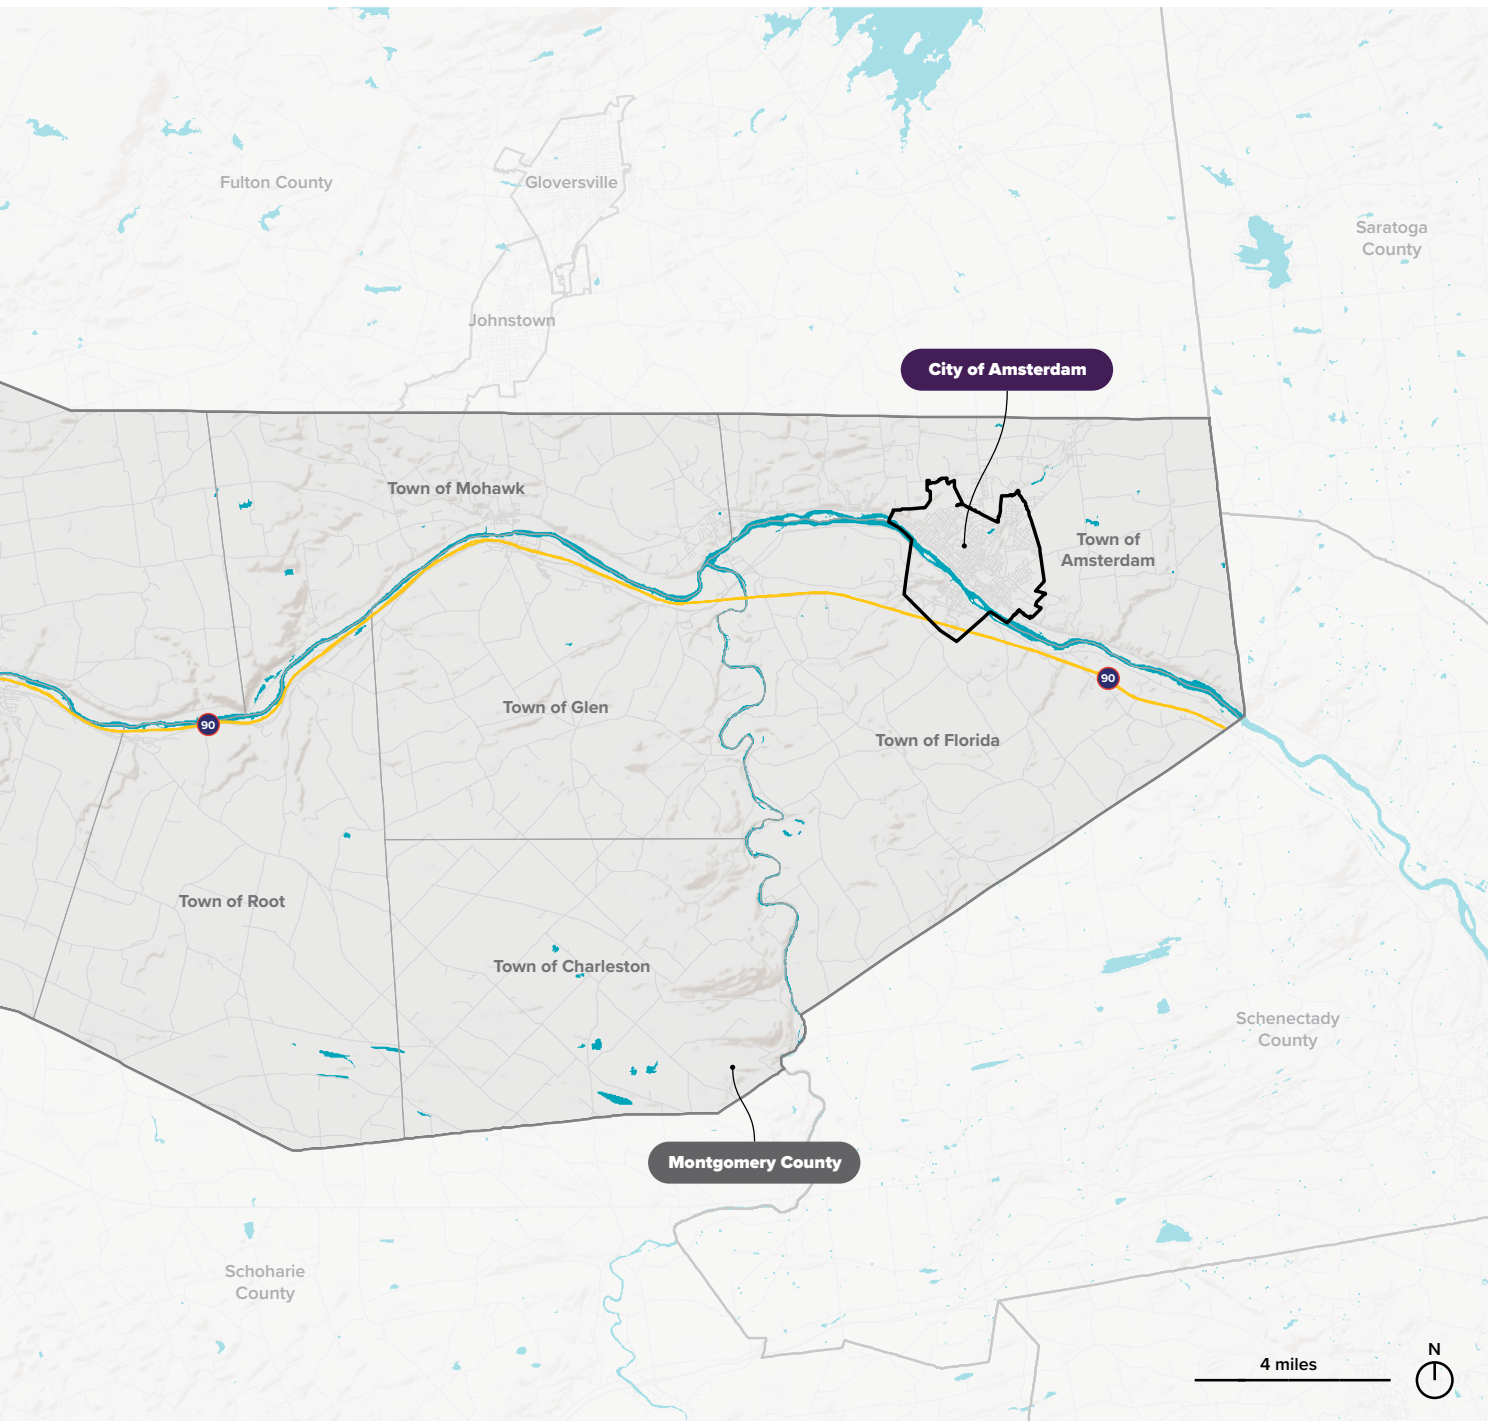 Fulton County
Gloversville
Saratoga
County
Johnstown
City of Amsterdam
Town of Mohawk
Town of
Amsterdam
90
Town of Glen
90
Town of Florida
Town of Root
Town of Charleston
Schenectady
County
Montgomery County
Schoharie
County
4 miles
N